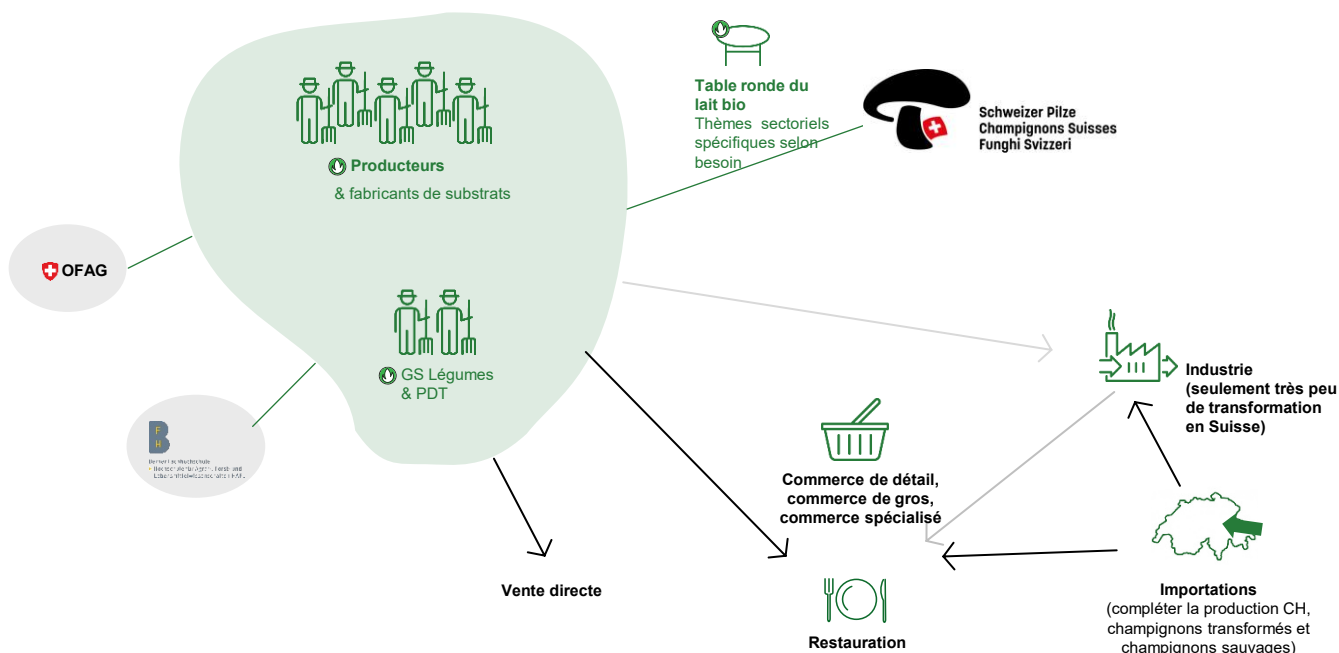 Table ronde du
lait bio
Thèmes sectoriels
spécifiques selon
besoin
Schweizer Pilze
Champignons Suisses
Funghi Svizzeri
Producteurs
& fabricants de substrats
OFAG
GS Légumes
& PDT
B
F
H
Industrie
(seulement très peu
de transformation
en Suisse)
Commerce de détail,
commerce de gros,
commerce spécialisé
Vente directe
Restauration
Importations
(compléter la production CH,
champignons transformés et
champignons sauvages)